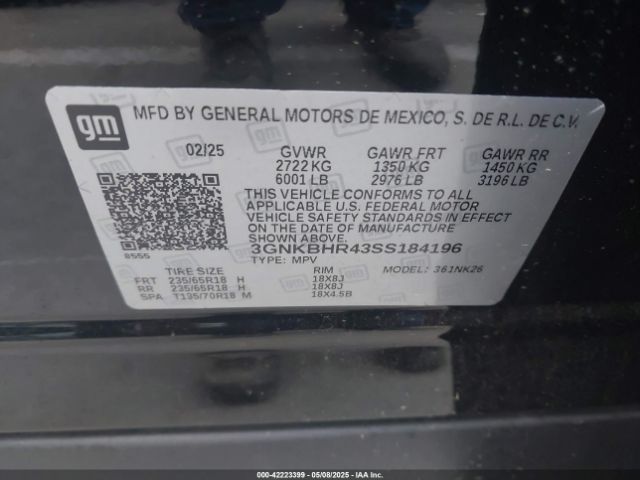 gm
MFD BY GENERAL MOTORS DE MEXICO, S. DE R.L. DE C.V.
02/25 GVWR GAWR FRT GAWR RR
2722 KG 1350 KG 1450 KG
6001 LB 2976 LB 3196 LB
THIS VEHICLE CONFORMS TO ALL
APPLICABLE U.S. FEDERAL MOTOR
VEHICLE SAFETY STANDARDS IN EFFECT
ON THE DATE OF MANUFACTURE
SHOWN ABOVE.
8555 3GNKBHR43SS184196
TYPE: MPV MODEL: 361NK26
TIRE SIZE RIM
FRT 235/65R18 H 18X8J
RR 235/65R18 H 18X8J
SPA T135/70R18 M 18X4.5B
000-42223399 - 05/08/2025 - IAAI.COM